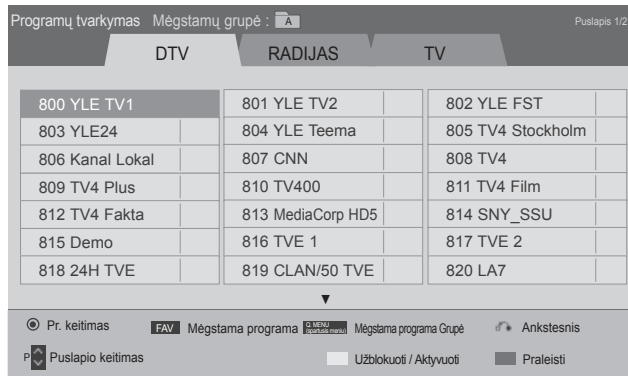 Programų tvarkymas Mėgstamų grupė : A Puslapis 1/2
DTV RADIJAS TV
800 YLE TV1 801 YLE TV2 802 YLE FST
803 YLE24 804 YLE Teema 805 TV4 Stockholm
806 Kanal Lokal 807 CNN 808 TV4
809 TV4 Plus 810 TV400 811 TV4 Film
812 TV4 Fakta 813 MediaCorp HD5 814 SNY_SSU
815 Demo 816 TVE 1 817 TVE 2
818 24H TVE 819 CLAN/50 TVE 820 LA7
▼
Pr. keitimas FAV Mėgstama programa Q.MENU (spartusis meniu) Mėgstama programa Grupė Ankstesnis
P Puslapio keitimas Užblokuoti / Aktyvuoti Praleisti